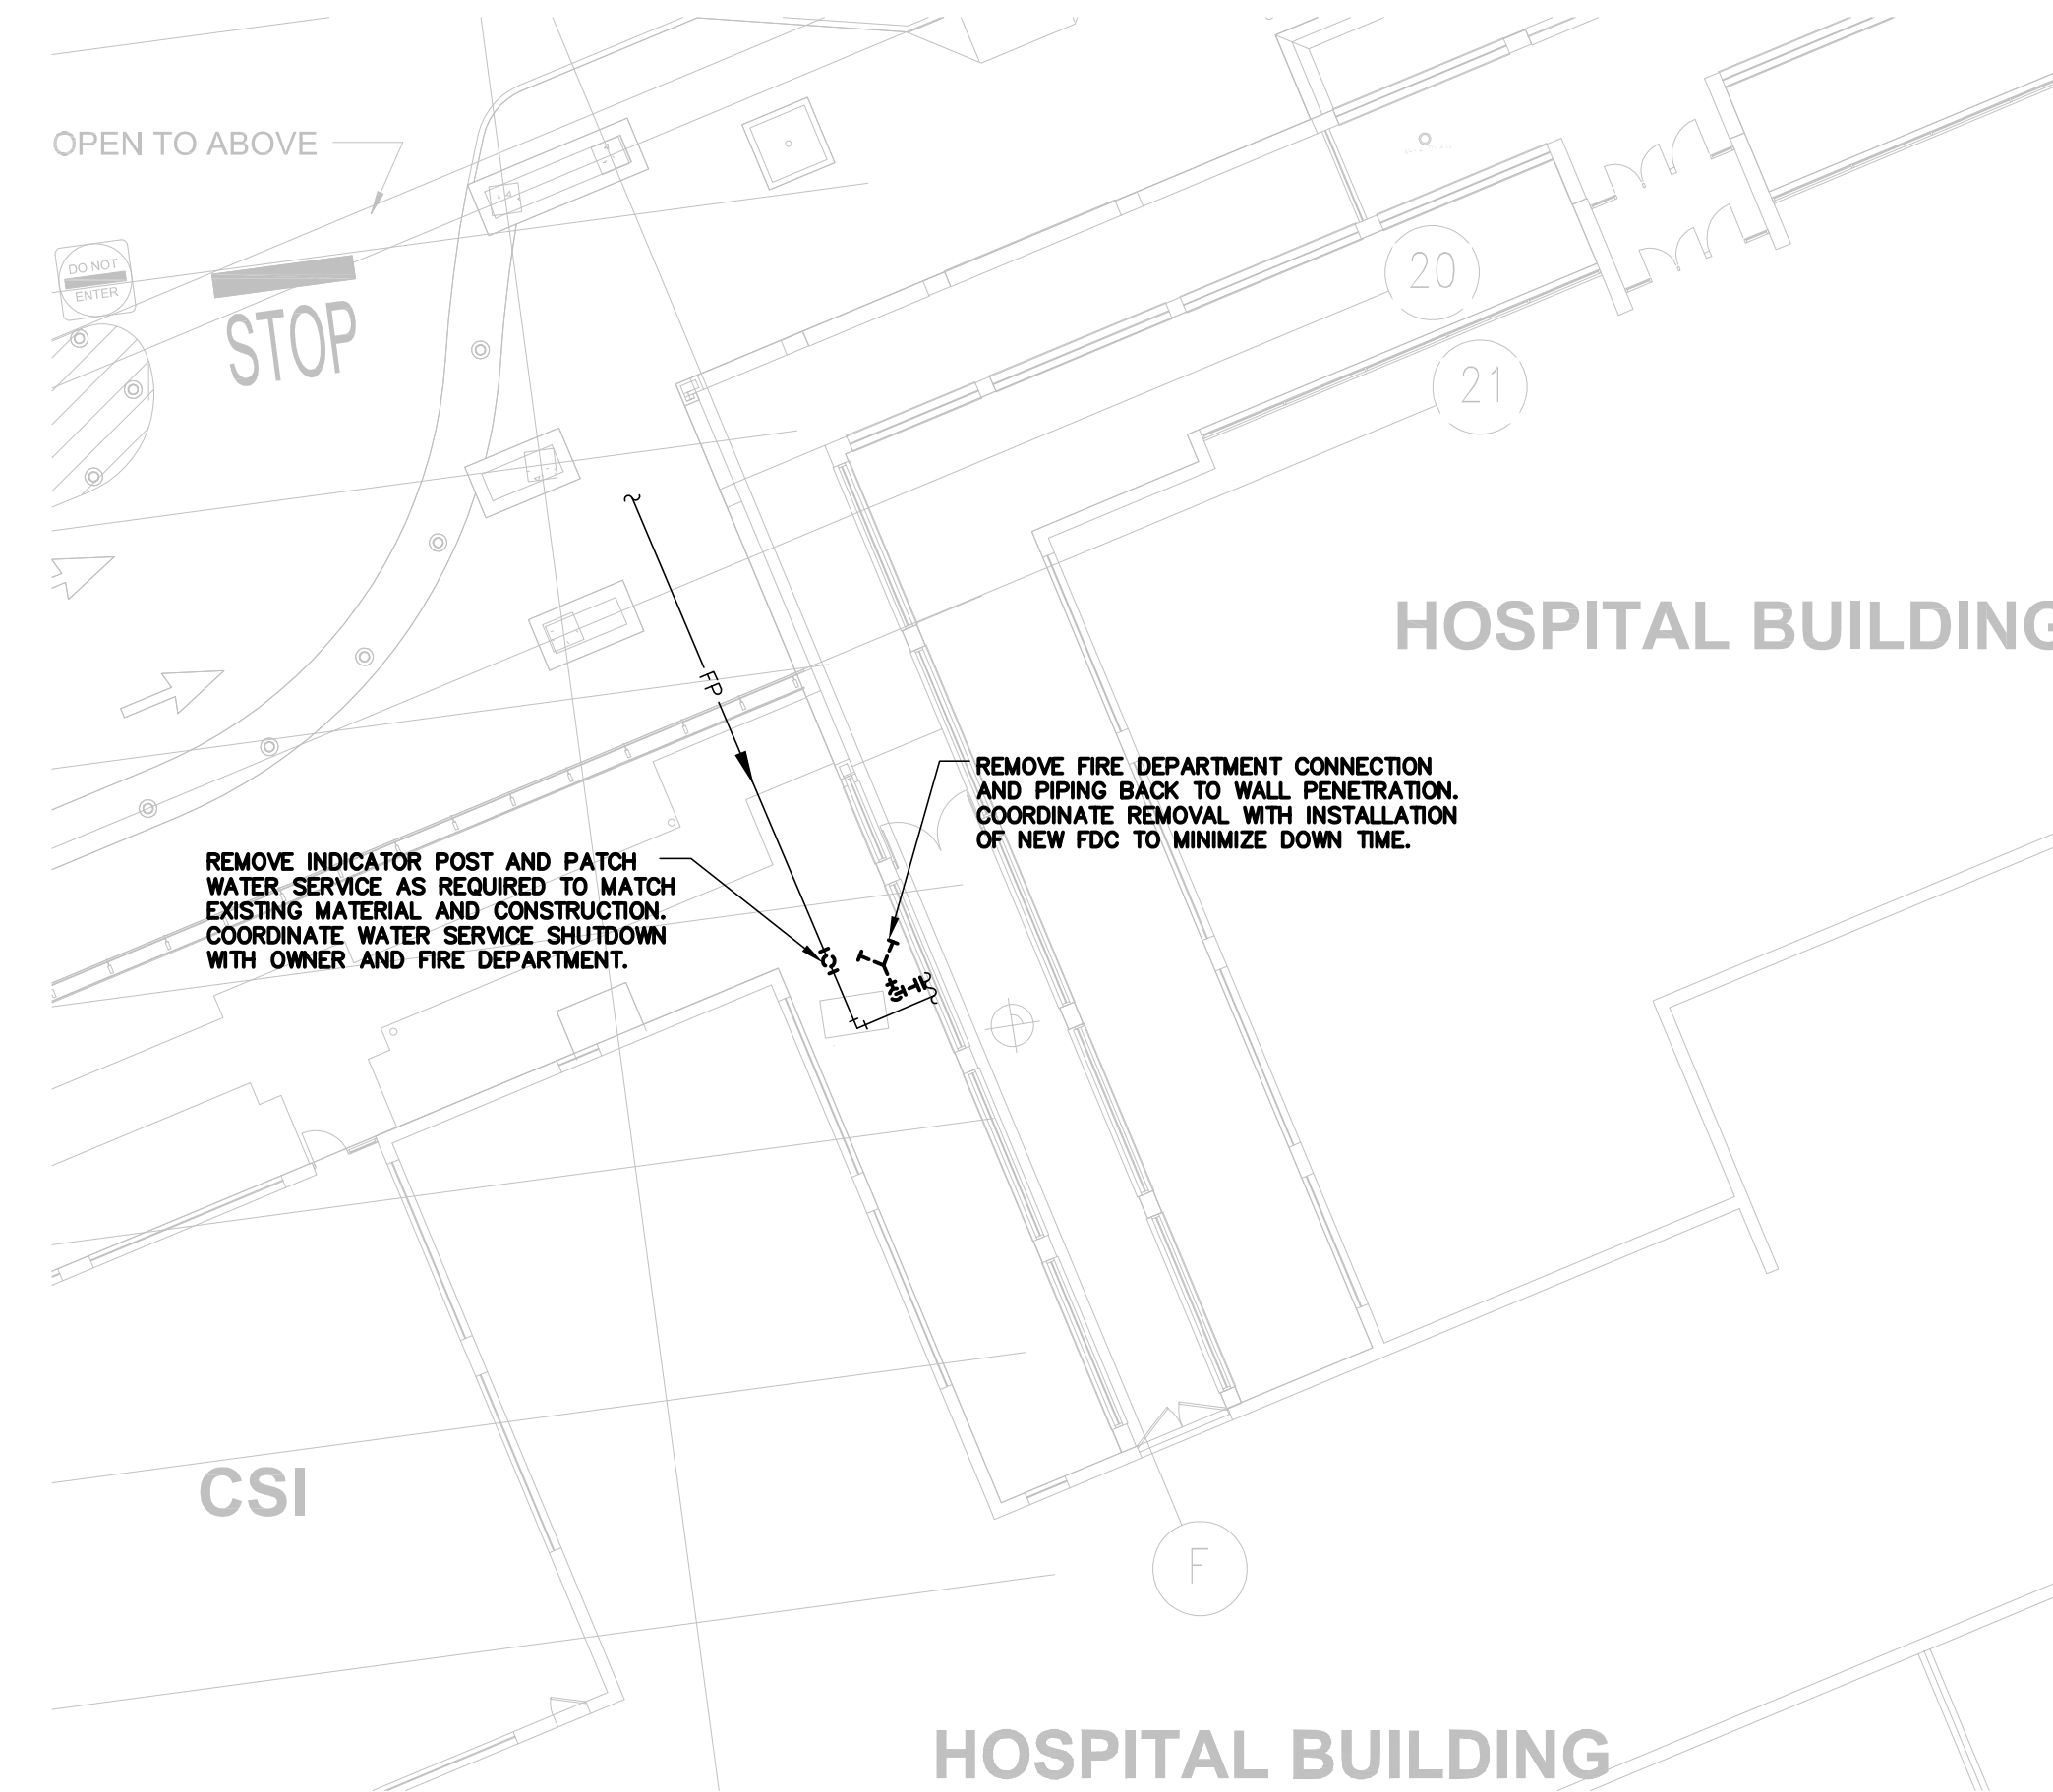 OPEN TO ABOVE
DO NOT
ENTER
STOP
20
21
HOSPITAL BUILDING
FP
REMOVE FIRE DEPARTMENT CONNECTION
AND PIPING BACK TO WALL PENETRATION.
COORDINATE REMOVAL WITH INSTALLATION
OF NEW FDC TO MINIMIZE DOWN TIME.
REMOVE INDICATOR POST AND PATCH
WATER SERVICE AS REQUIRED TO MATCH
EXISTING MATERIAL AND CONSTRUCTION.
COORDINATE WATER SERVICE SHUTDOWN
WITH OWNER AND FIRE DEPARTMENT.
CSI
F
HOSPITAL BUILDING